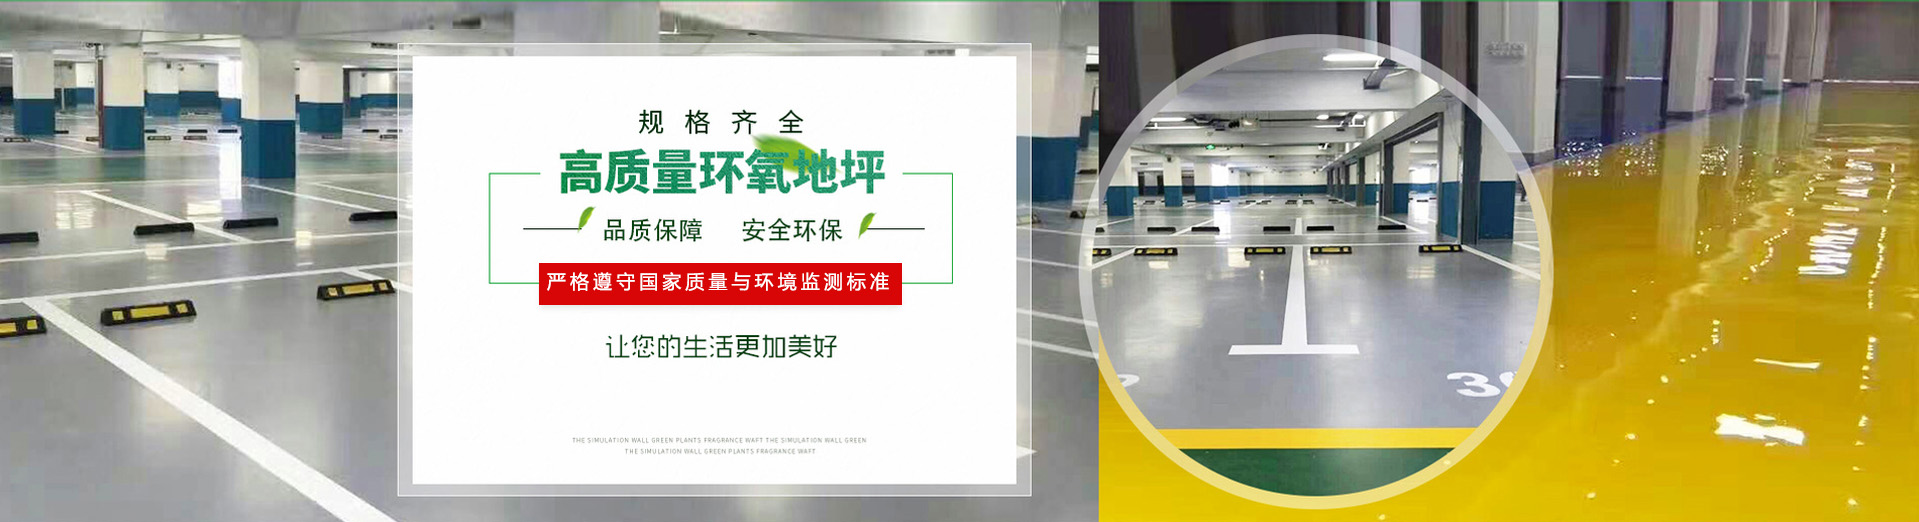 规格齐全
高质量环氧地坪
品质保障 安全环保
严格遵守国家质量与环境监测标准
让您的生活更加美好
THE SIMULATION WALL GREEN PLANTS FRAGRANCE WAFT THE SIMULATION WALL GREEN
THE SIMULATION WALL GREEN PLANTS FRAGRANCE WAFT